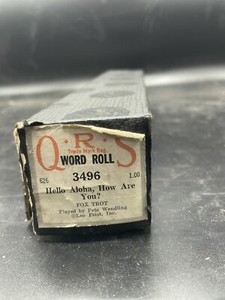 Q·R·S
Trade Mark Reg.
WORD ROLL
626 3496 1.00
Hello Aloha, How Are
You?
FOX TROT
Played by Pete Wendling
©Leo Feist, Inc.